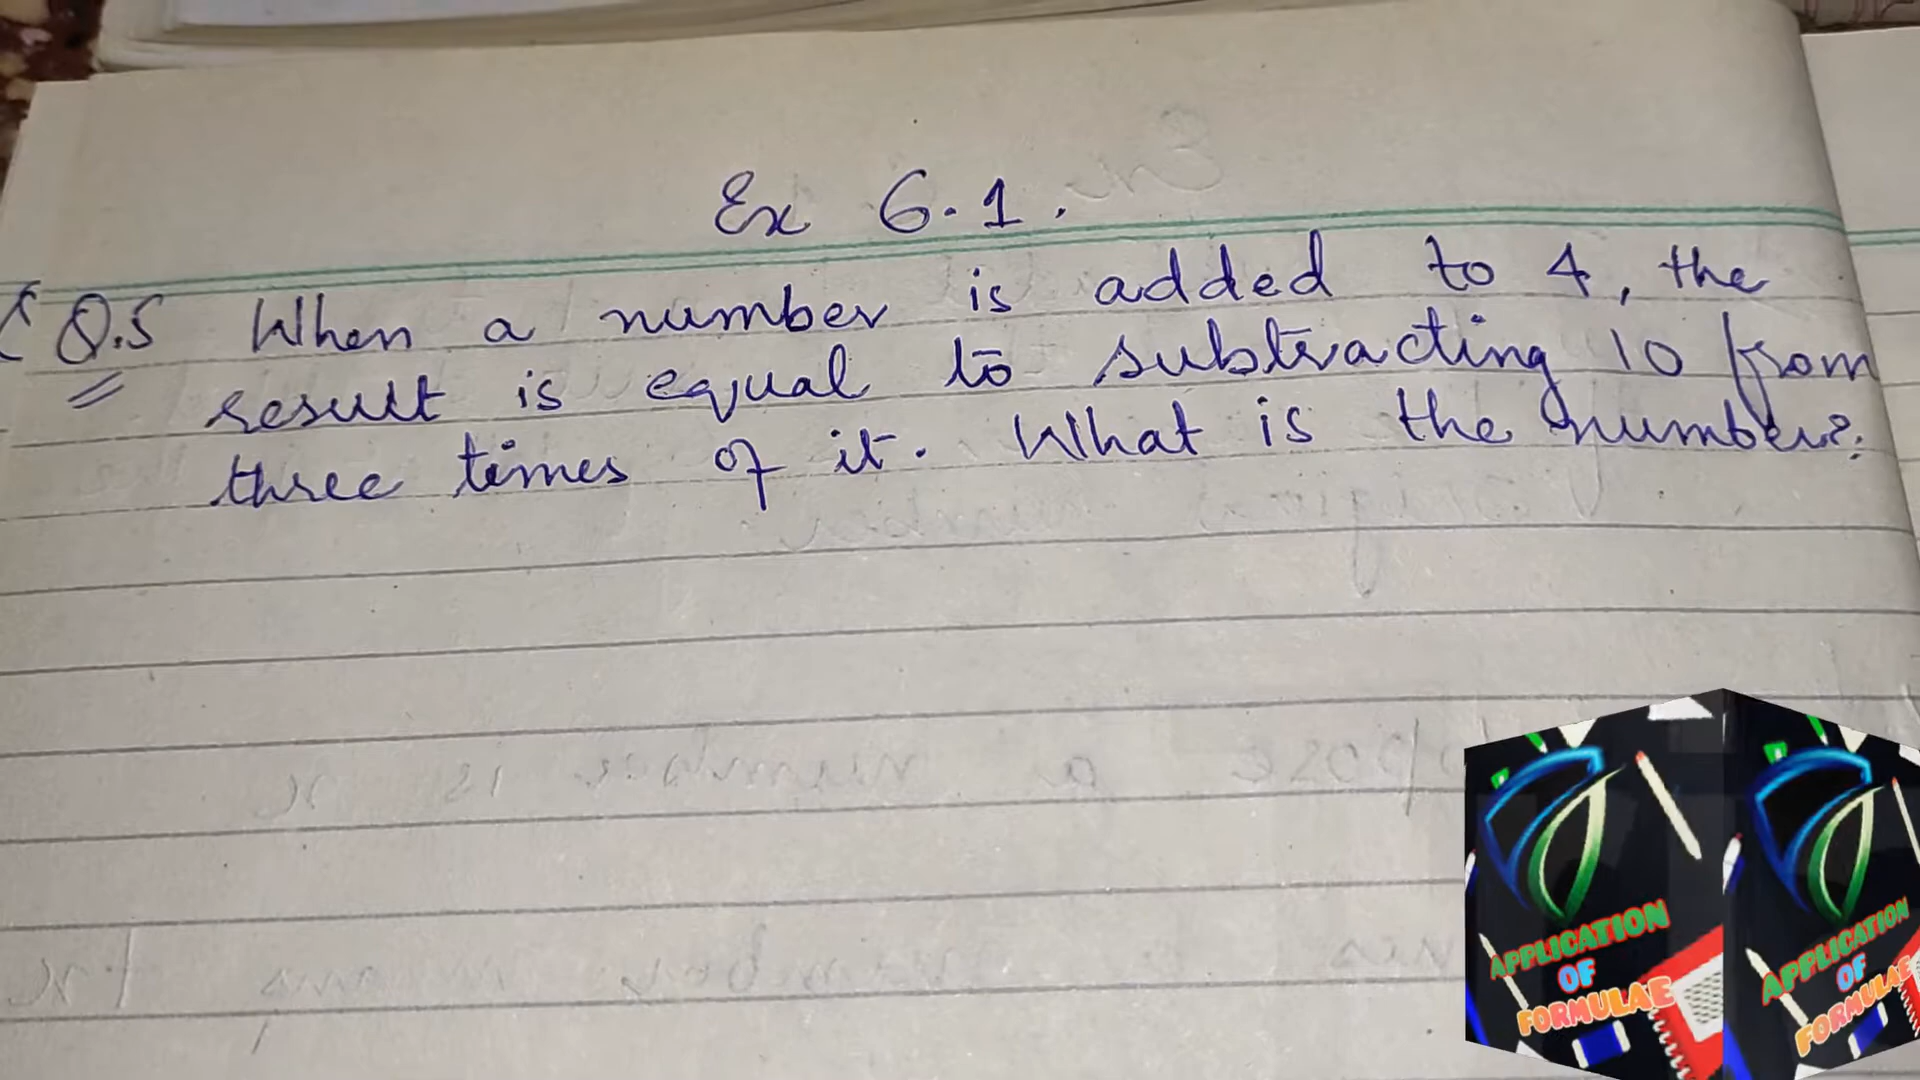 Ex 6.1.
Q.5 When a number is added to 4, the
result is equal to subtracting 10 from
three times of it. What is the number?
APPLICATION
OF
FORMULAE
APPLICATION
OF
FORMULAE